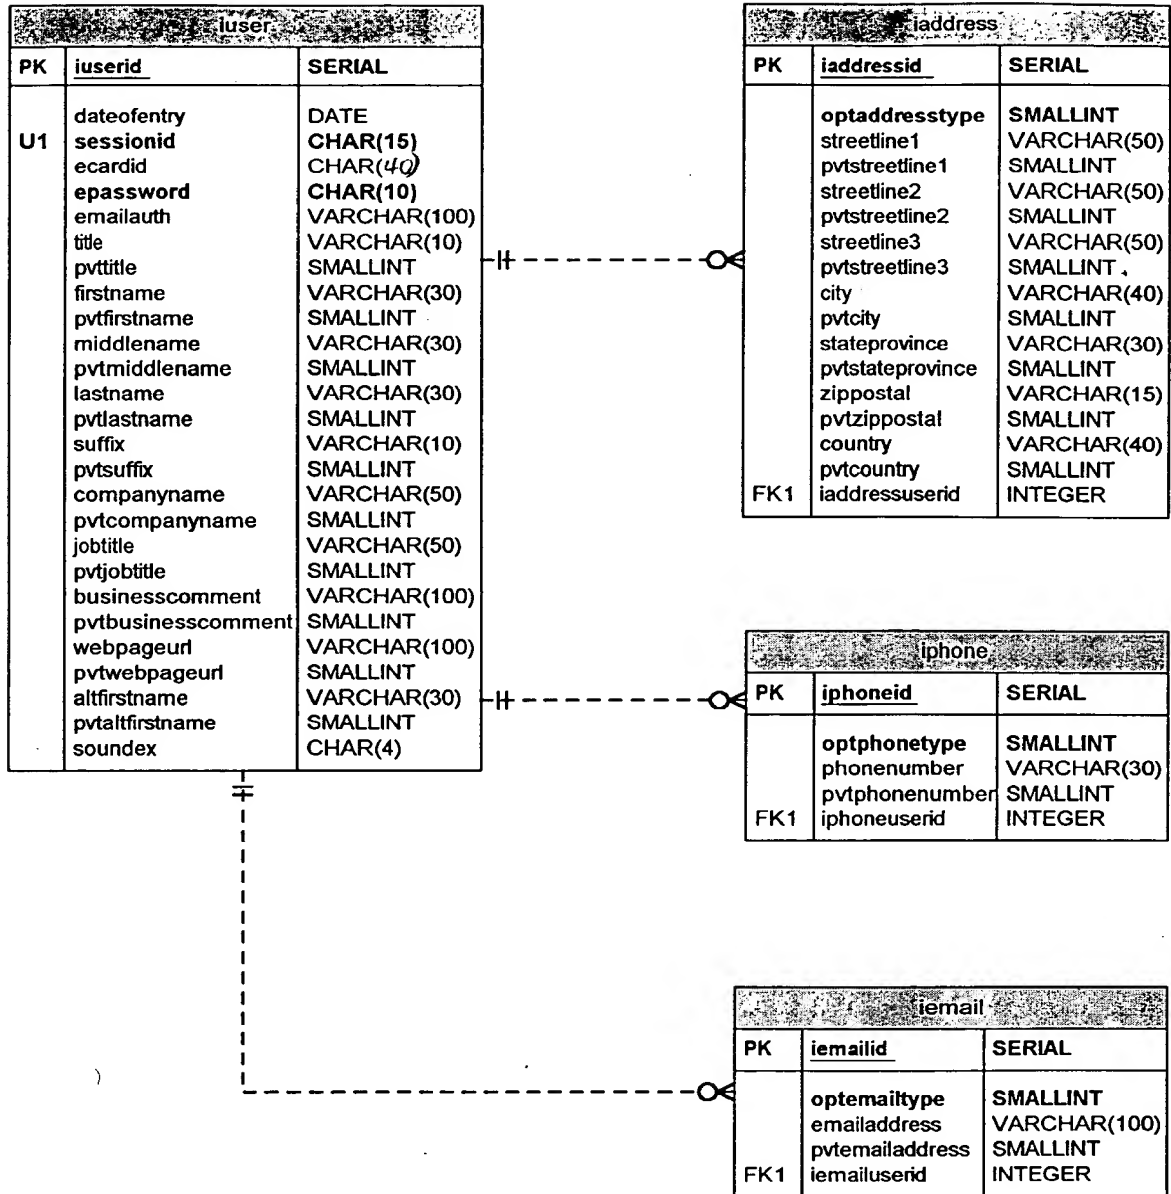 iuser
PK iuserid SERIAL
dateofentry DATE
U1 sessionid CHAR(15)
ecardid CHAR(40)
epassword CHAR(10)
emailauth VARCHAR(100)
title VARCHAR(10)
pvttitle SMALLINT
firstname VARCHAR(30)
pvtfirstname SMALLINT
middlename VARCHAR(30)
pvtmiddlename SMALLINT
lastname VARCHAR(30)
pvtlastname SMALLINT
suffix VARCHAR(10)
pvtsuffix SMALLINT
companyname VARCHAR(50)
pvtcompanyname SMALLINT
jobtitle VARCHAR(50)
pvtjobtitle SMALLINT
businesscomment VARCHAR(100)
pvtbusinesscomment SMALLINT
webpageurl VARCHAR(100)
pvtwebpageurl SMALLINT
altfirstname VARCHAR(30)
pvtaltfirstname SMALLINT
soundex CHAR(4)
iaddress
PK iaddressid SERIAL
optaddresstype SMALLINT
streetline1 VARCHAR(50)
pvtstreetline1 SMALLINT
streetline2 VARCHAR(50)
pvtstreetline2 SMALLINT
streetline3 VARCHAR(50)
pvtstreetline3 SMALLINT
city VARCHAR(40)
pvtcity SMALLINT
stateprovince VARCHAR(30)
pvtstateprovince SMALLINT
zippostal VARCHAR(15)
pvtzippostal SMALLINT
country VARCHAR(40)
pvtcountry SMALLINT
FK1 iaddressuserid INTEGER
iphone
PK iphoneid SERIAL
optphonetype SMALLINT
phonenumber VARCHAR(30)
pvtphonenumber SMALLINT
FK1 iphoneuserid INTEGER
iemail
PK iemailid SERIAL
optemailtype SMALLINT
emailaddress VARCHAR(100)
pvtemailaddress SMALLINT
FK1 iemailuserid INTEGER